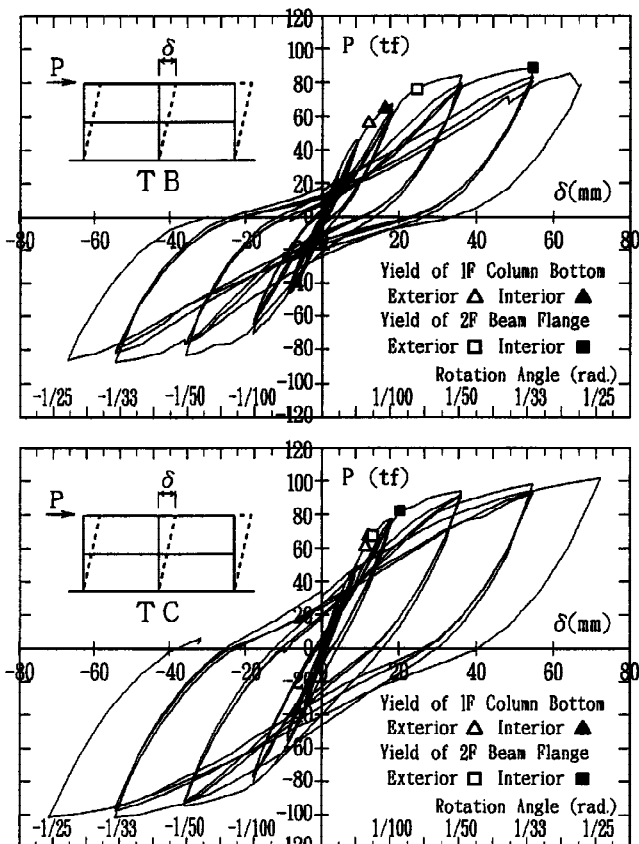 120
P (tf)
100
δ
80
P
60
40
TB
20
δ(mm)
0
-80 -60 -40 -20 0 20 40 60 80
-20
Yield of 1F Column Bottom
-40
Exterior △ Interior ▲
-60
Yield of 2F Beam Flange
-80
Exterior □ Interior ■
-100
Rotation Angle (rad.)
-1/25 -1/33 -1/50 -1/100 1/100 1/50 1/33 1/25
-120
120
P (tf)
100
δ
80
P
60
40
TC
20
δ(mm)
0
-80 -60 -40 -20 0 20 40 60 80
-20
Yield of 1F Column Bottom
-40
Exterior △ Interior ▲
-60
Yield of 2F Beam Flange
-80
Exterior □ Interior ■
-100
Rotation Angle (rad.)
-1/25 -1/33 -1/50 -1/100 1/100 1/50 1/33 1/25